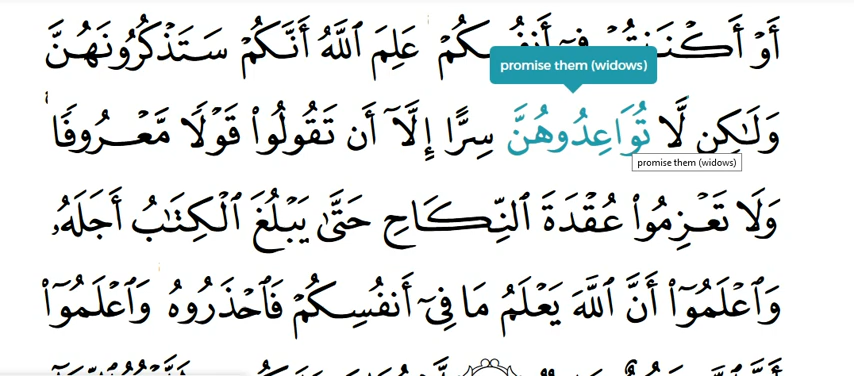 أَوْ أَكْنَنتُمْ فِىٓ أَنفُسِكُمْ ۚ عَلِمَ ٱللَّهُ أَنَّكُمْ سَتَذْكُرُونَهُنَّ
promise them (widows)
وَلَـٰكِن لَّا تُوَاعِدُوهُنَّ سِرًّا إِلَّآ أَن تَقُولُوا۟ قَوْلًا مَّعْرُوفًا ۚ
promise them (widows)
وَلَا تَعْزِمُوا۟ عُقْدَةَ ٱلنِّكَاحِ حَتَّىٰ يَبْلُغَ ٱلْكِتَـٰبُ أَجَلَهُۥ ۚ
وَٱعْلَمُوٓا۟ أَنَّ ٱللَّهَ يَعْلَمُ مَا فِىٓ أَنفُسِكُمْ فَٱحْذَرُوهُ ۚ وَٱعْلَمُوٓا۟